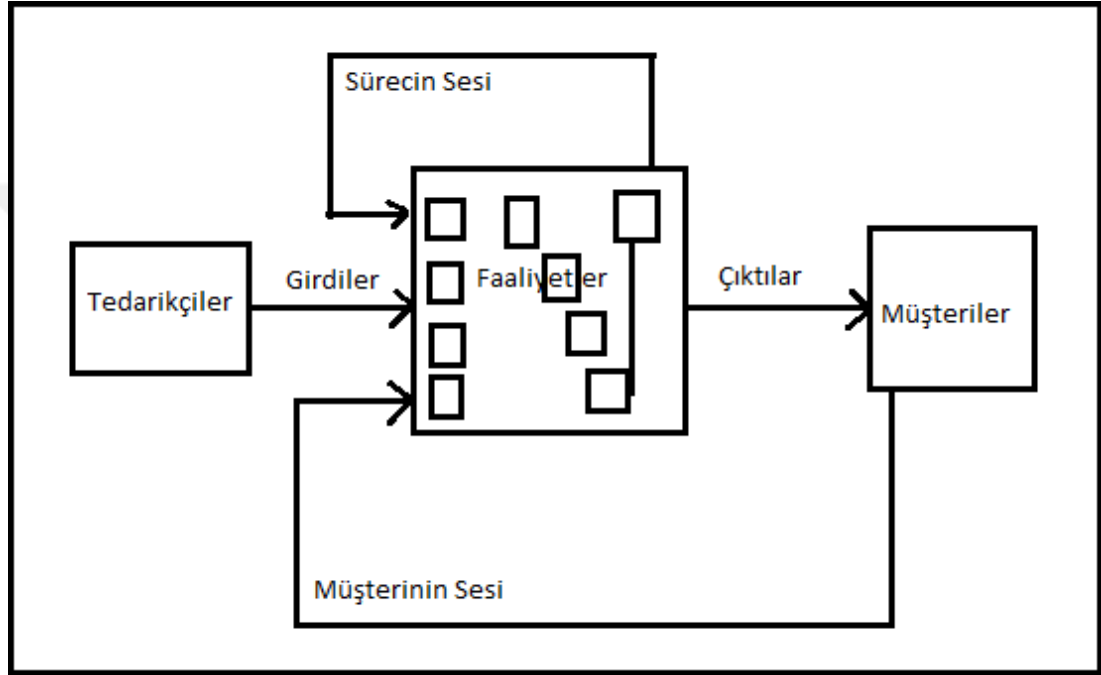 Sürecin Sesi
Tedarikçiler
Girdiler
Faaliyetler
Çıktılar
Müşteriler
Müşterinin Sesi